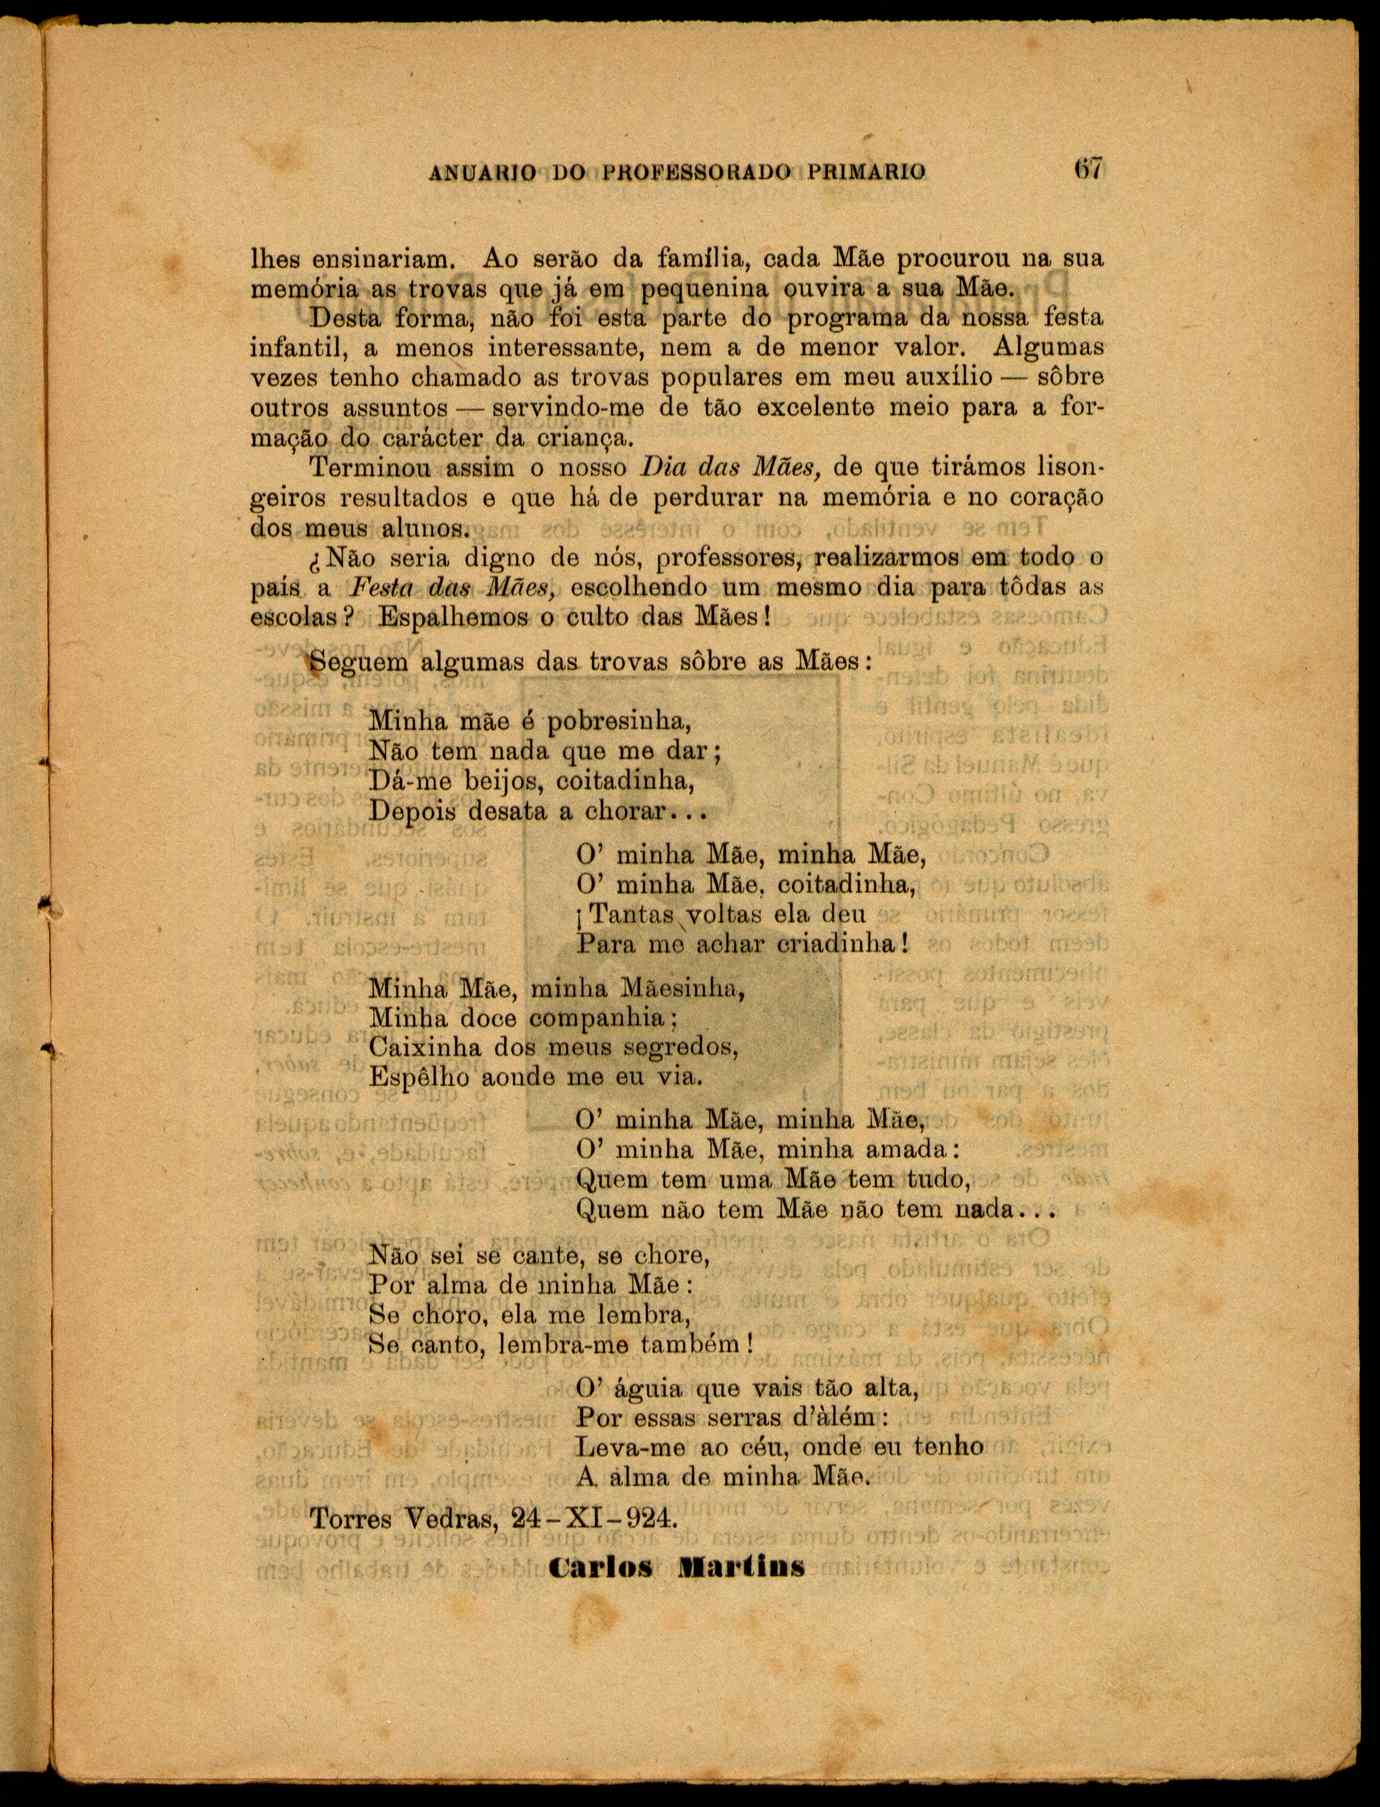 ANUARIO DO PROFESSORADO PRIMARIO 67
lhes ensinariam. Ao serão da família, cada Mãe procurou na sua
memória as trovas que já em pequenina ouvira a sua Mãe.
Desta forma, não foi esta parte do programa da nossa festa
infantil, a menos interessante, nem a de menor valor. Algumas
vezes tenho chamado as trovas populares em meu auxílio — sôbre
outros assuntos — servindo-me de tão excelente meio para a for-
mação do carácter da criança.
Terminou assim o nosso Dia das Mães, de que tirámos lison-
geiros resultados e que há de perdurar na memória e no coração
dos meus alunos.
¿Não seria digno de nós, professores, realizarmos em todo o
país a Festa das Mães, escolhendo um mesmo dia para tôdas as
escolas? Espalhemos o culto das Mães!
Seguem algumas das trovas sôbre as Mães:
Minha mãe é pobresinha,
Não tem nada que me dar;
Dá-me beijos, coitadinha,
Depois desata a chorar...
O' minha Mãe, minha Mãe,
O' minha Mãe, coitadinha,
¡Tantas voltas ela deu
Para me achar criadinha!
Minha Mãe, minha Mãesinha,
Minha doce companhia;
Caixinha dos meus segredos,
Espêlho aonde me eu via.
O' minha Mãe, minha Mãe,
O' minha Mãe, minha amada:
Quem tem uma Mãe tem tudo,
Quem não tem Mãe não tem nada...
Não sei se cante, se chore,
Por alma de minha Mãe:
Se choro, ela me lembra,
Se canto, lembra-me também!
O' águia que vais tão alta,
Por essas serras d'àlém:
Leva-me ao céu, onde eu tenho
A alma de minha Mãe.
Torres Vedras, 24-XI-924.
Carlos Martins